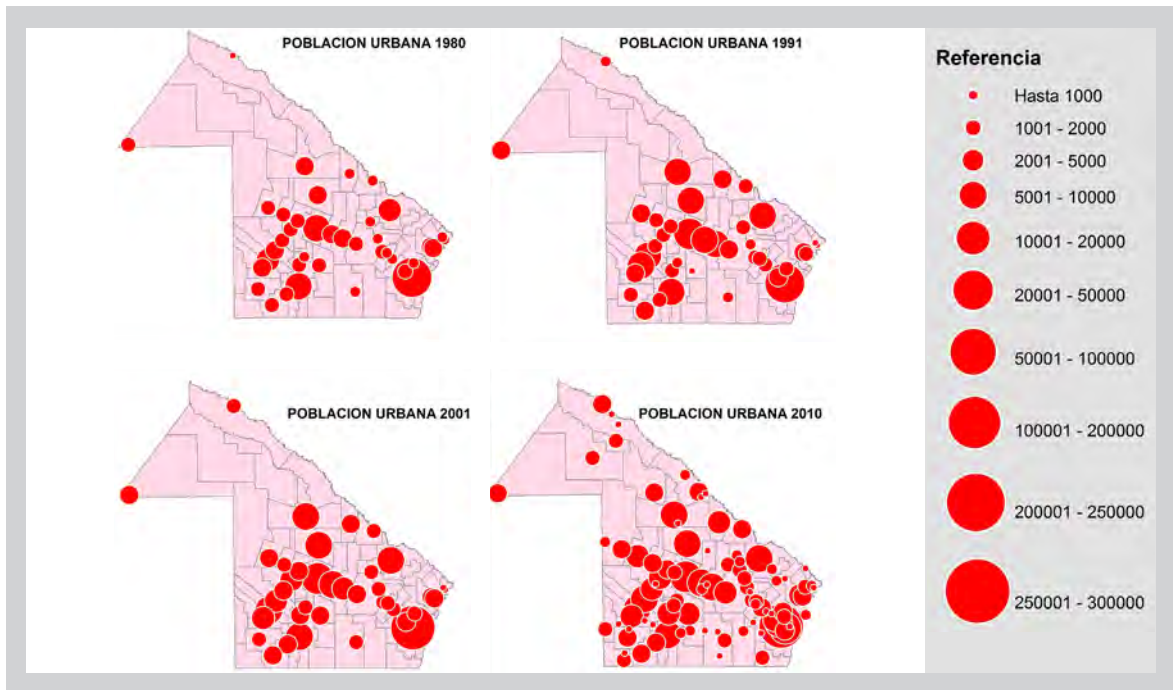 POBLACION URBANA 1980
POBLACION URBANA 1991
POBLACION URBANA 2001
POBLACION URBANA 2010
Referencia
Hasta 1000
1001 - 2000
2001 - 5000
5001 - 10000
10001 - 20000
20001 - 50000
50001 - 100000
100001 - 200000
200001 - 250000
250001 - 300000